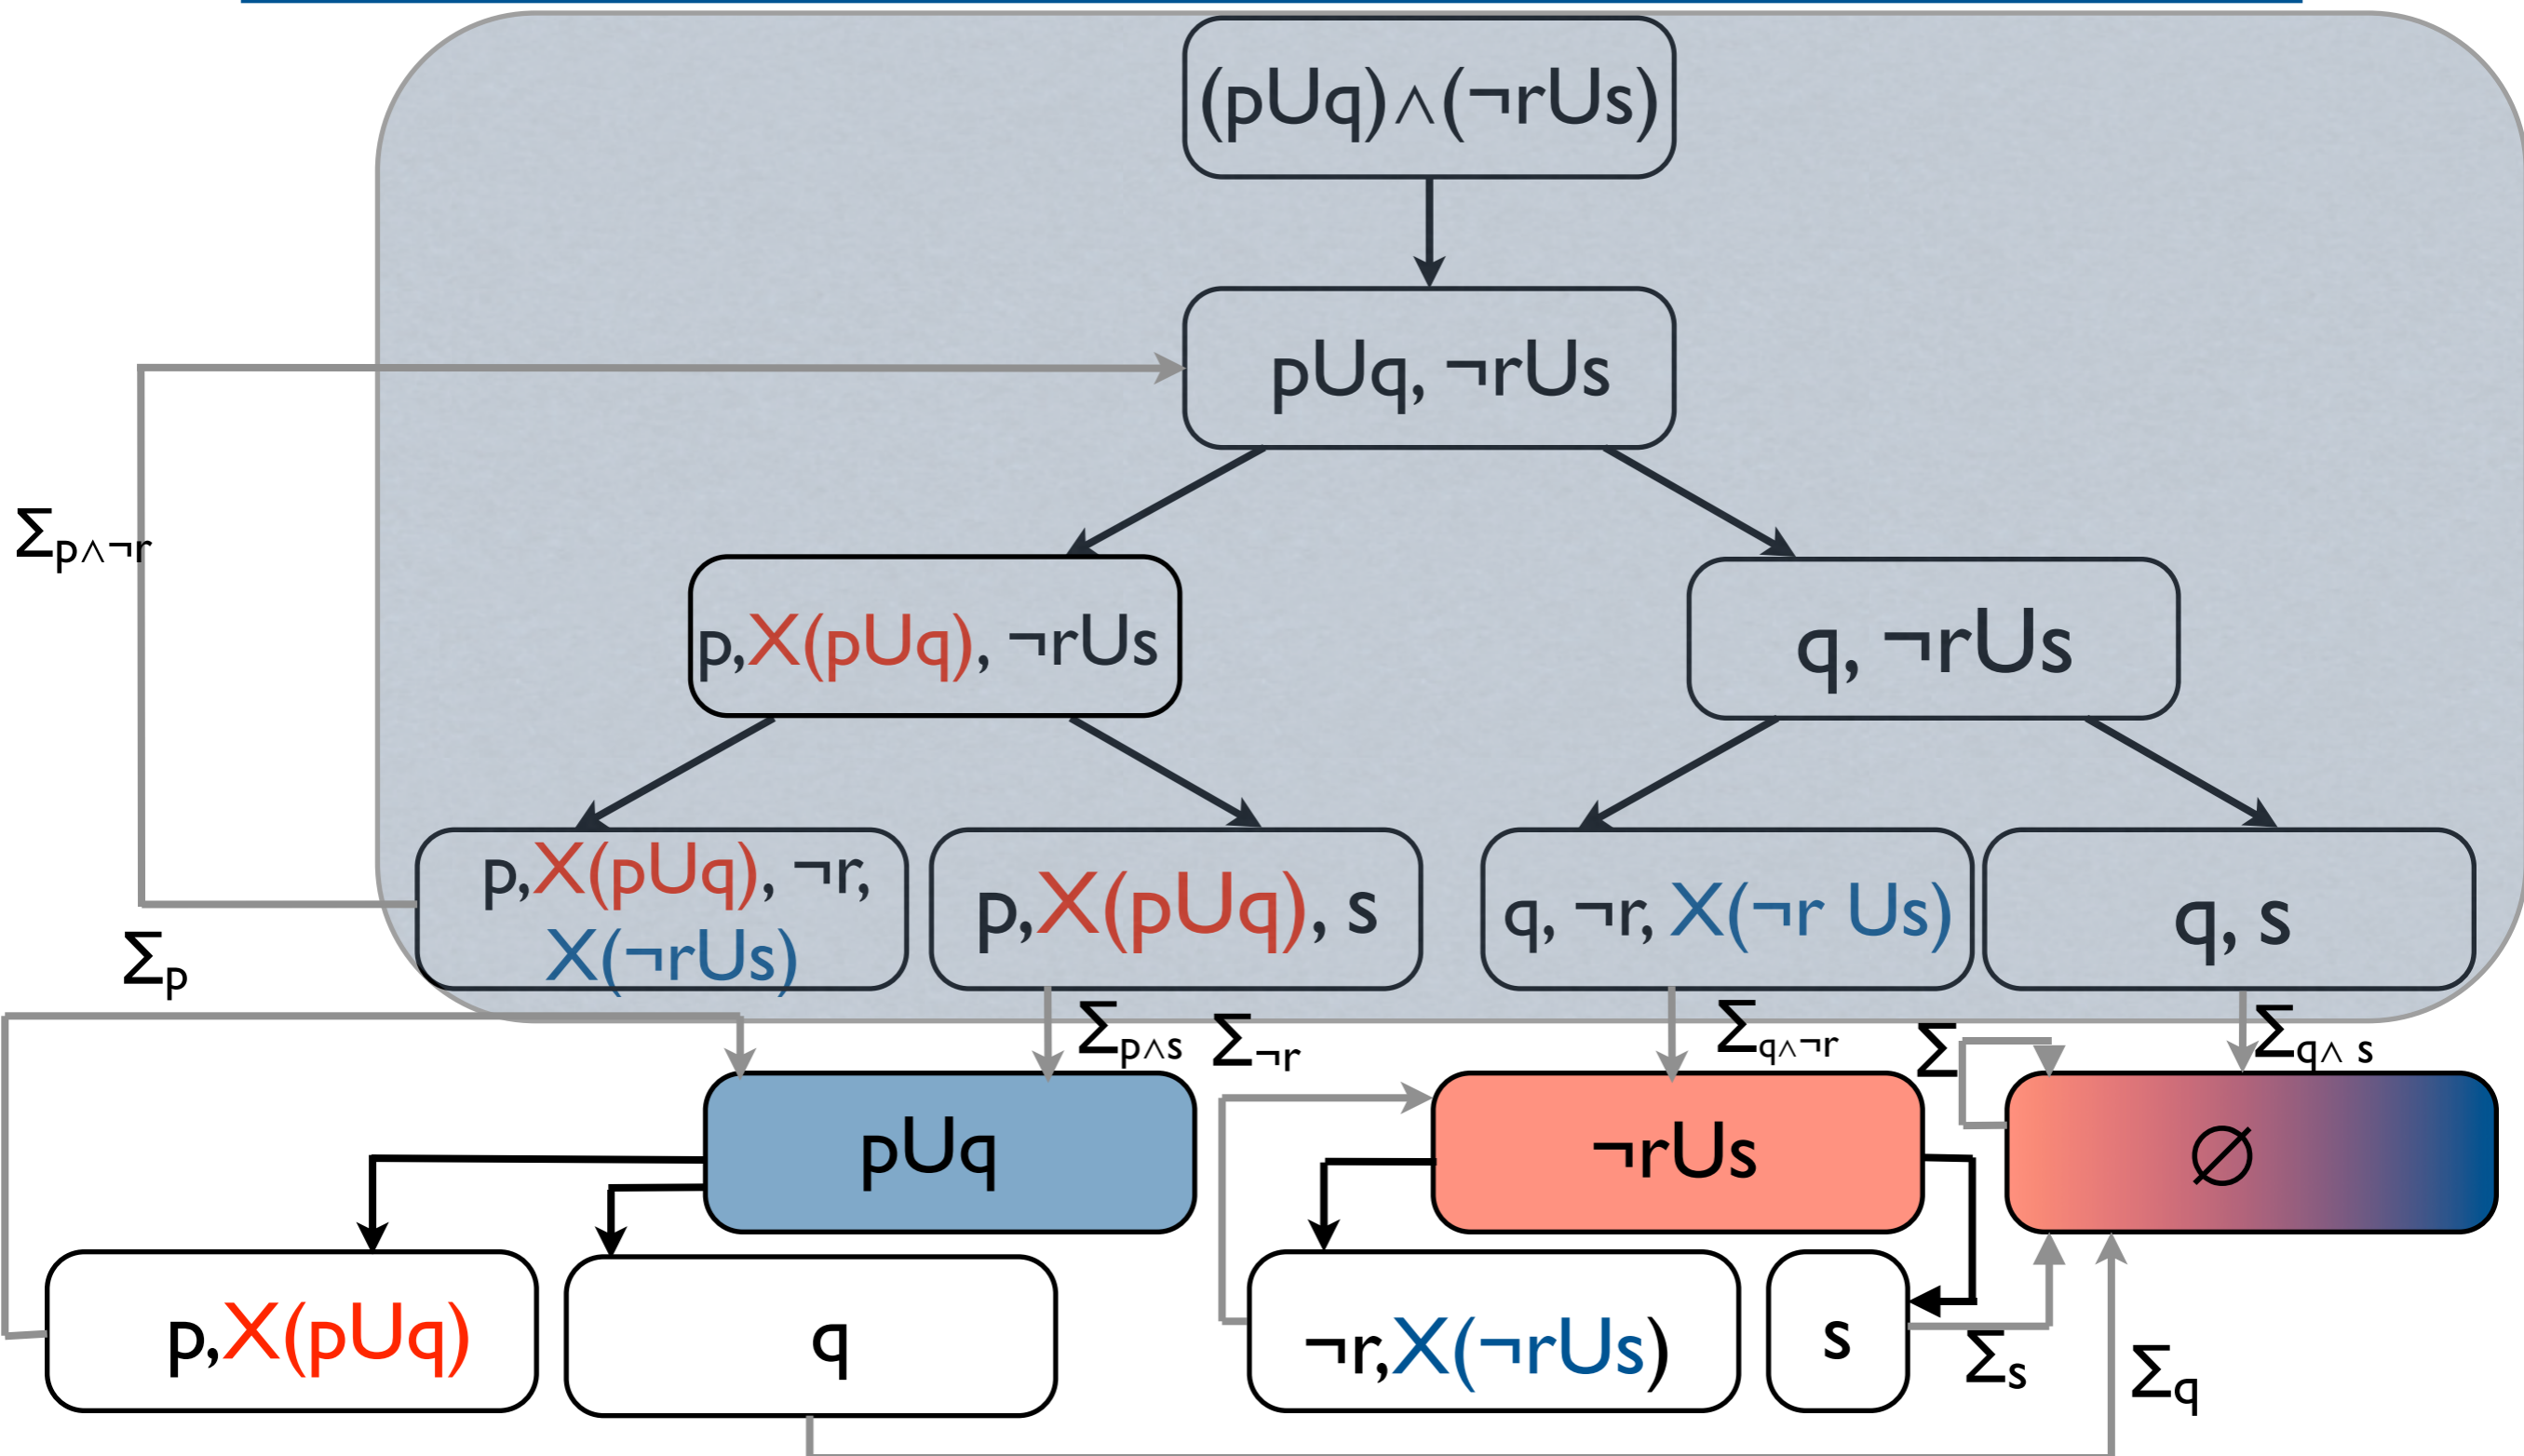 (pUq)∧(¬rUs)
pUq, ¬rUs
Σp∧¬r
p,X(pUq), ¬rUs
q, ¬rUs
p,X(pUq), ¬r,
X(¬rUs)
p,X(pUq), s
q, ¬r, X(¬r Us)
q, s
Σp
Σp∧s
Σ¬r
Σq∧¬r
Σ
Σq∧ s
pUq
¬rUs
∅
p,X(pUq)
q
¬r,X(¬rUs)
s
Σs
Σq